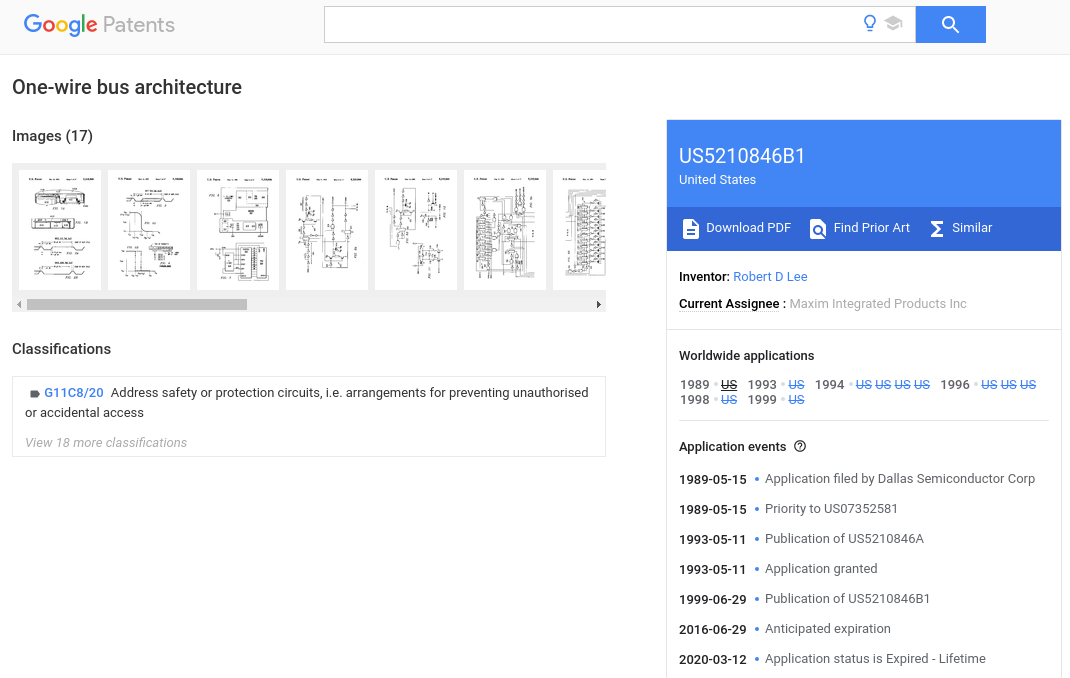 Google Patents
One-wire bus architecture
Images (17)
Classifications
G11C8/20 Address safety or protection circuits, i.e. arrangements for preventing unauthorised
or accidental access
View 18 more classifications
US5210846B1
United States
Download PDF Find Prior Art Similar
Inventor: Robert D Lee
Current Assignee : Maxim Integrated Products Inc
Worldwide applications
1989 • US 1993 • US 1994 • US US US US 1996 • US US US
1998 • US 1999 • US
Application events
1989-05-15 • Application filed by Dallas Semiconductor Corp
1989-05-15 • Priority to US07352581
1993-05-11 • Publication of US5210846A
1993-05-11 • Application granted
1999-06-29 • Publication of US5210846B1
2016-06-29 • Anticipated expiration
2020-03-12 • Application status is Expired - Lifetime